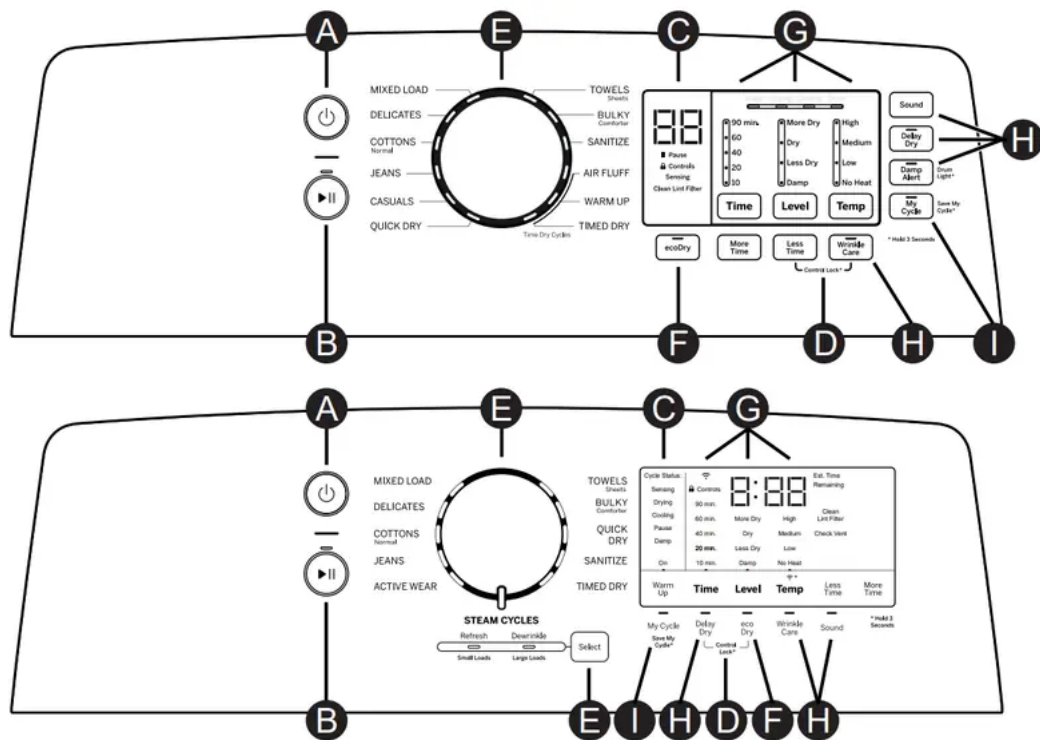 A
E
C
G
MIXED LOAD
DELICATES
COTTONS
Normal
JEANS
CASUALS
QUICK DRY
TOWELS
Sheets
BULKY
Comforter
SANITIZE
AIR FLUFF
WARM UP
TIMED DRY
Time Dry Cycles
88
Pause
Controls
Sensing
Clean Lint Filter
90 min.
60
40
20
10
Time
More Dry
Dry
Less Dry
Damp
Level
High
Medium
Low
No Heat
Temp
Sound
Delay
Dry
Damp
Alert
Drum
Light*
My
Cycle
Save My
Cycle*
* Hold 3 Seconds
H
ecoDry
More
Time
Less
Time
Wrinkle
Care
Control Lock*
B
F
D
H
I
A
E
C
G
MIXED LOAD
DELICATES
COTTONS
Normal
JEANS
ACTIVE WEAR
TOWELS
Sheets
BULKY
Comforter
QUICK
DRY
SANITIZE
TIMED DRY
STEAM CYCLES
Refresh
Dewrinkle
Small Loads
Large Loads
Select
Cycle Status:
Sensing
Drying
Cooling
Pause
Damp
On
Controls
90 min.
60 min.
40 min.
20 min.
10 min.
8:88
More Dry
Dry
Less Dry
Damp
High
Medium
Low
No Heat
Est. Time
Remaining
Clean
Lint Filter
Check Vent
Warm
Up
Time
Level
Temp
Less
Time
More
Time
My Cycle
Save My
Cycle*
Delay
Dry
eco
Dry
Control
Lock*
Wrinkle
Care
Sound
* Hold 3
Seconds
B
E
I
H
D
F
H